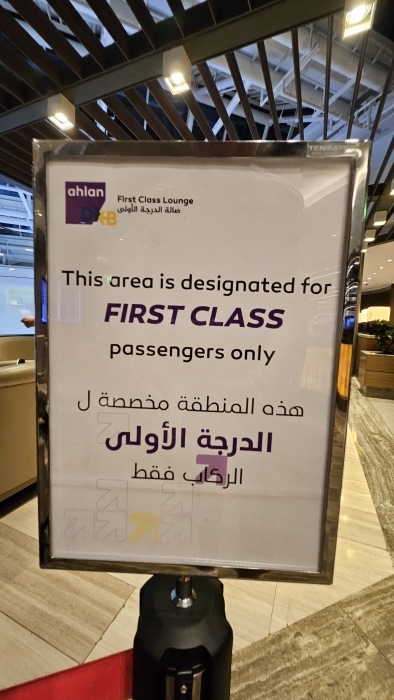 TENSATOR
ahlan
First Class Lounge
صالة الدرجة الأولى
DXB
This area is designated for
FIRST CLASS
passengers only
هذه المنطقة مخصصة ل
الدرجة الأولى
الركاب فقط